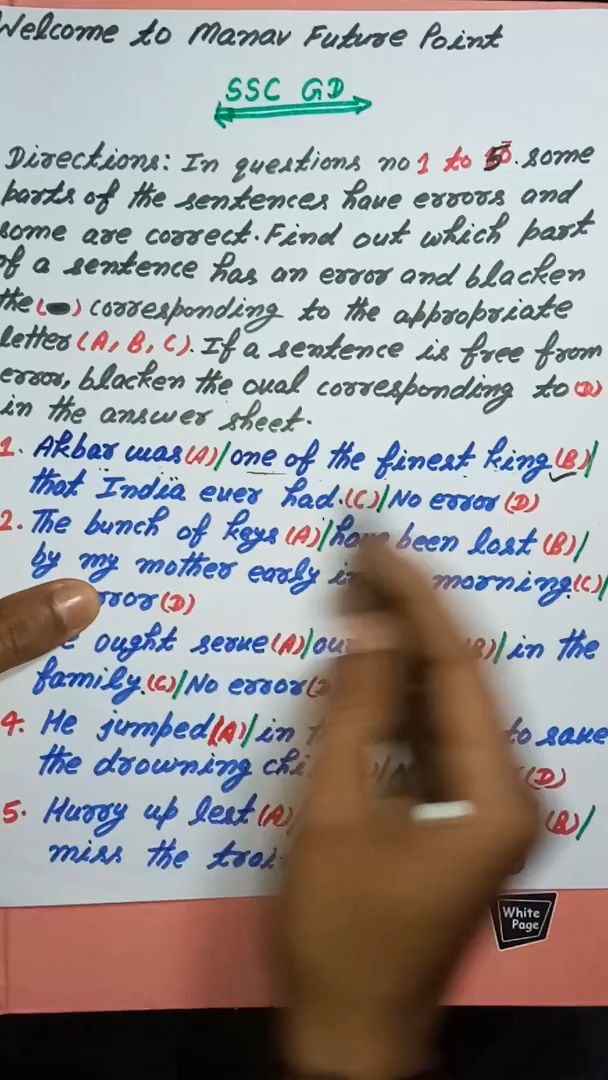 Welcome to Manav Future Point
SSC GD
Directions: In questions no 1 to 5. some
parts of the sentences have errors and
some are correct. Find out which part
of a sentence has an error and blacken
the ( ) corresponding to the appropriate
letter (A, B, C). If a sentence is free from
error, blacken the oval corresponding to (D)
in the answer sheet.
1. Akbar was (A)/one of the finest king (B)/
that India ever had. (C)/No error (D)
2. The bunch of keys (A)/have been lost (B)/
by my mother early in morning (C)/
(D)
ought serve (A)/ /in the
family. (C)/No error
4. He jumped (A)/in to save
the drowning (D)
5. Hurry up lest (A) (B)/
miss the
White
Page